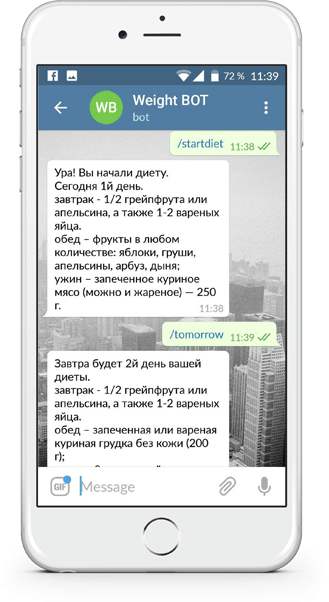 72 % 11:39
WB
Weight BOT
bot
/startdiet 11:38
Ура! Вы начали диету.
Сегодня 1й день.
завтрак - 1/2 грейпфрута или
апельсина, а также 1-2 вареных
яйца.
обед – фрукты в любом
количестве: яблоки, груши,
апельсины, арбуз, дыня;
ужин – запеченное куриное
мясо (можно и жареное) — 250
г.
11:38
/tomorrow 11:39
Завтра будет 2й день вашей
диеты.
завтрак - 1/2 грейпфрута или
апельсина, а также 1-2 вареных
яйца.
обед – запеченная или вареная
куриная грудка без кожи (200
г);
GIF
Message